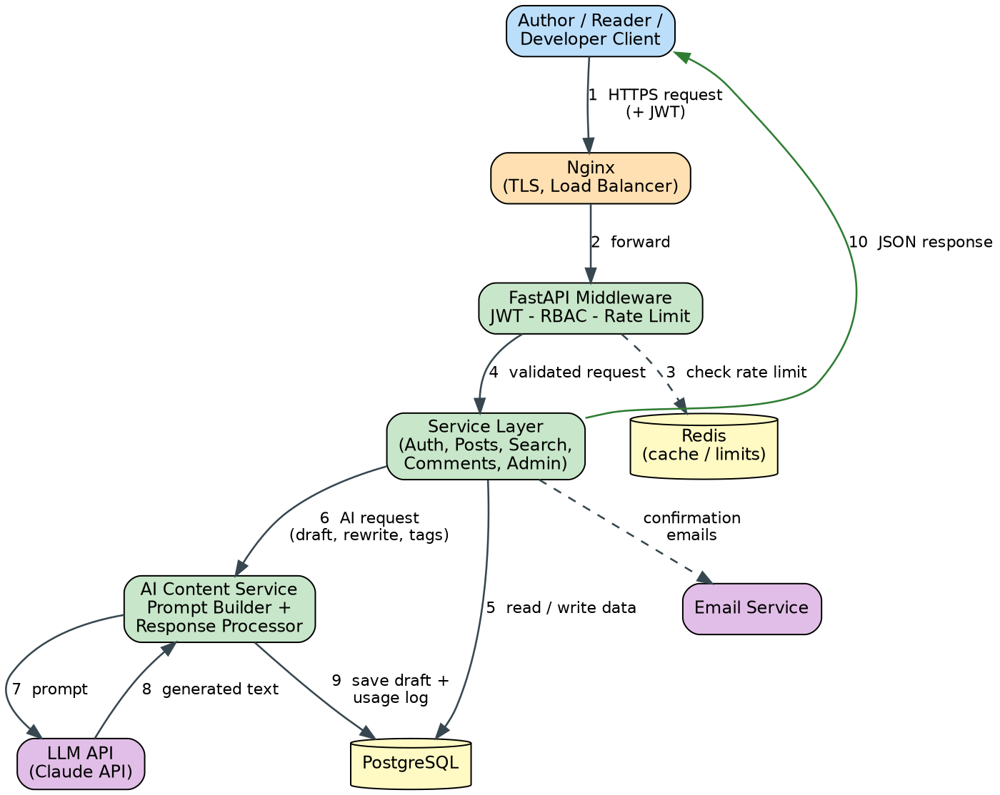 Author / Reader /
Developer Client
1  HTTPS request
(+ JWT)
Nginx
(TLS, Load Balancer)
2  forward
10  JSON response
FastAPI Middleware
JWT - RBAC - Rate Limit
4  validated request
3  check rate limit
Service Layer
(Auth, Posts, Search,
Comments, Admin)
Redis
(cache / limits)
6  AI request
(draft, rewrite, tags)
confirmation
emails
AI Content Service
Prompt Builder +
Response Processor
5  read / write data
Email Service
7  prompt
8  generated text
9  save draft +
usage log
LLM API
(Claude API)
PostgreSQL